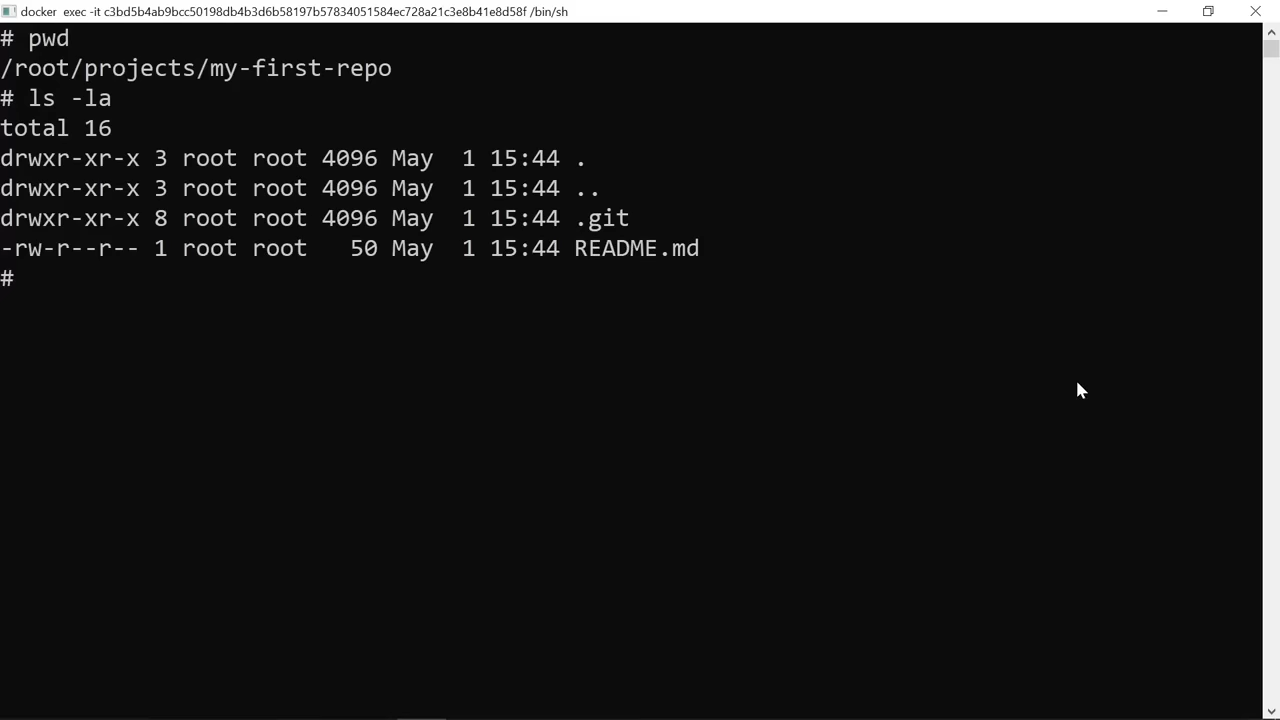 docker exec -it c3bd5b4ab9bcc50198db4b3d6b58197b57834051584ec728a21c3e8b41e8d58f /bin/sh
# pwd
/root/projects/my-first-repo
# ls -la
total 16
drwxr-xr-x 3 root root 4096 May  1 15:44 .
drwxr-xr-x 3 root root 4096 May  1 15:44 ..
drwxr-xr-x 8 root root 4096 May  1 15:44 .git
-rw-r--r-- 1 root root   50 May  1 15:44 README.md
#